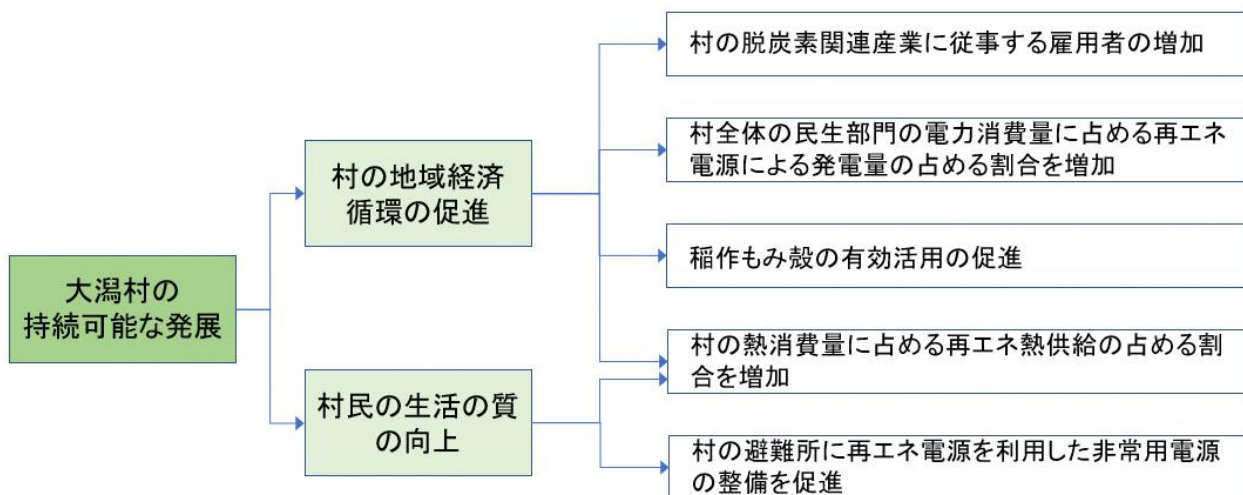 大潟村の
持続可能な発展
村の地域経済
循環の促進
村民の生活の質
の向上
村の脱炭素関連産業に従事する雇用者の増加
村全体の民生部門の電力消費量に占める再エネ
電源による発電量の占める割合を増加
稲作もみ殻の有効活用の促進
村の熱消費量に占める再エネ熱供給の占める割
合を増加
村の避難所に再エネ電源を利用した非常用電源
の整備を促進